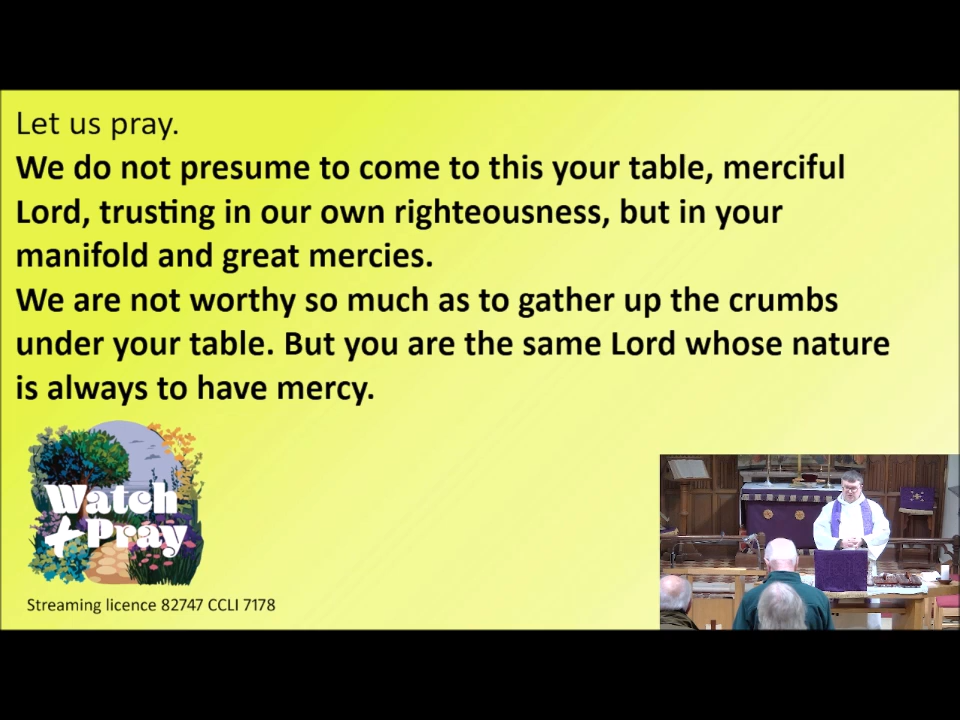 Let us pray.
We do not presume to come to this your table, merciful
Lord, trusting in our own righteousness, but in your
manifold and great mercies.
We are not worthy so much as to gather up the crumbs
under your table. But you are the same Lord whose nature
is always to have mercy.
Watch
+Pray
Streaming licence 82747 CCLI 7178